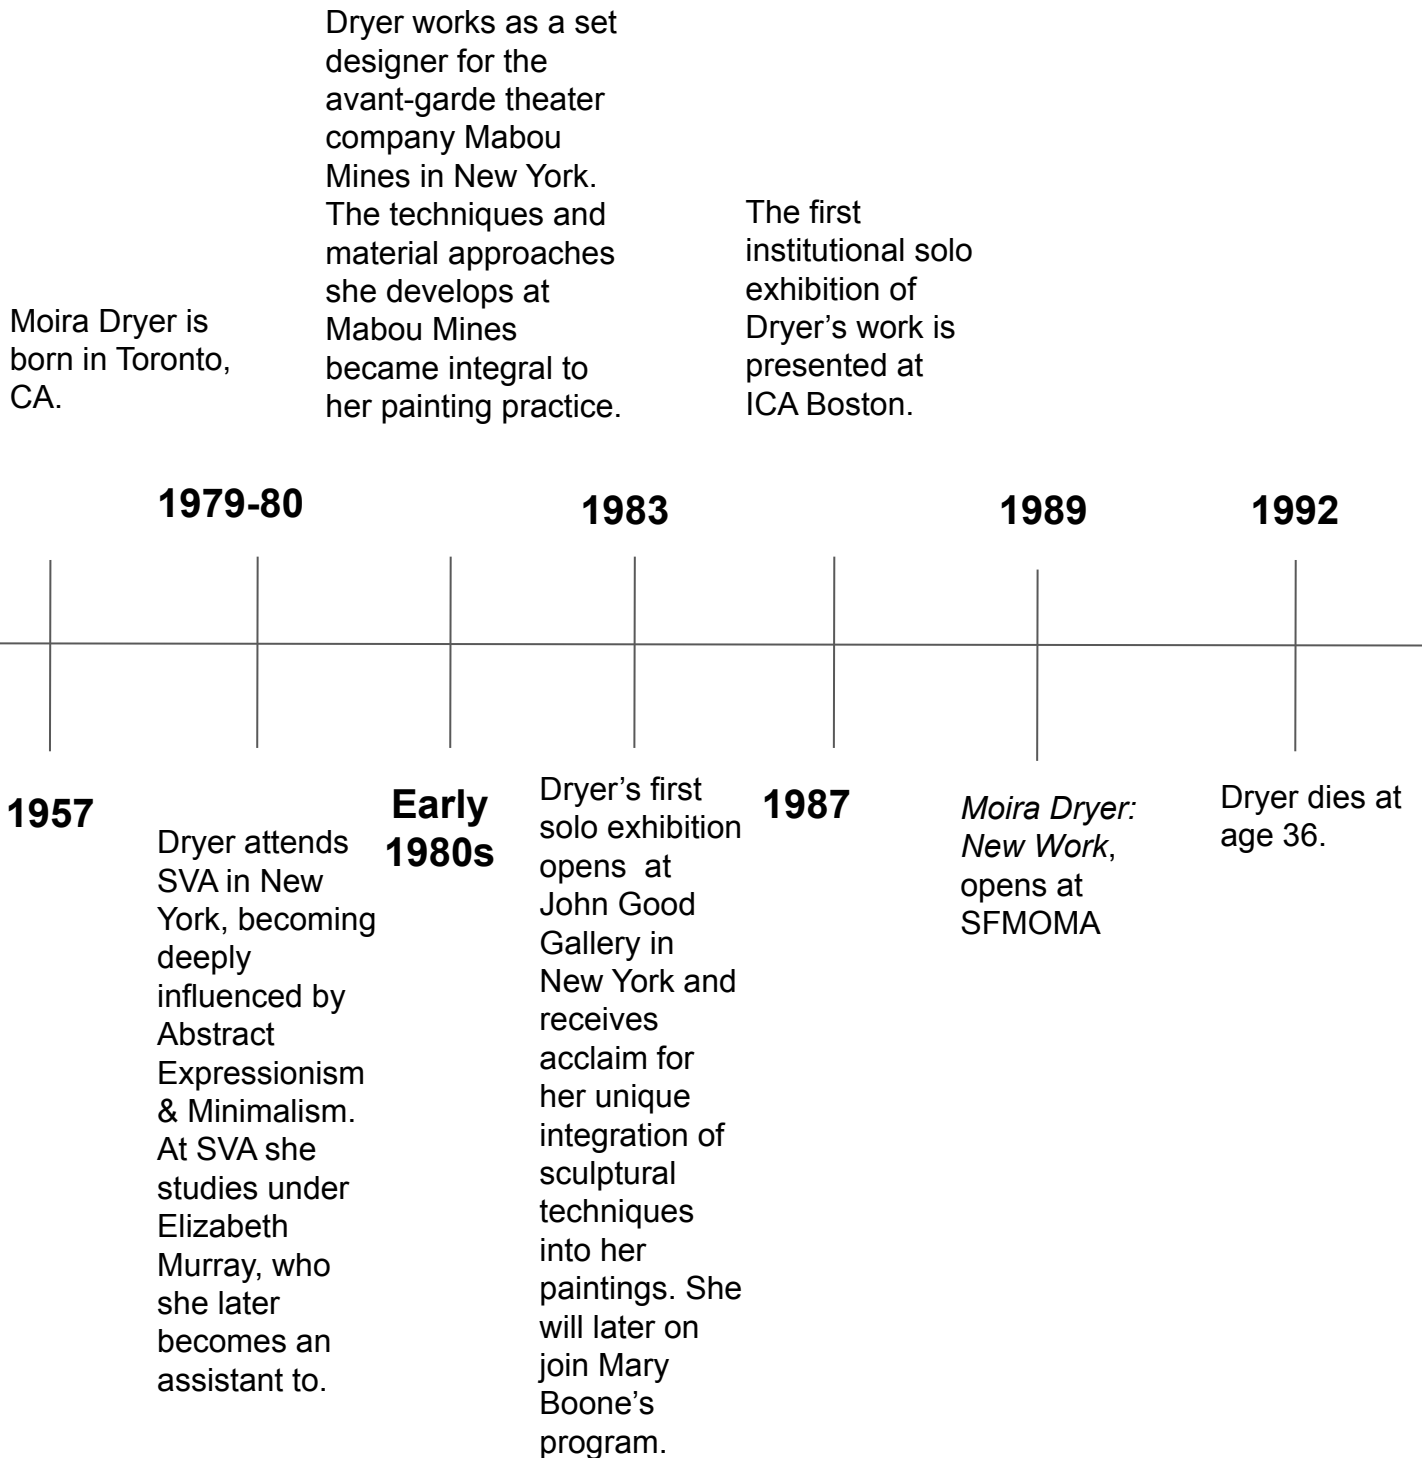 Moira Dryer is
born in Toronto,
CA.
1957
1979-80
Dryer attends
SVA in New
York, becoming
deeply
influenced by
Abstract
Expressionism
& Minimalism.
At SVA she
studies under
Elizabeth
Murray, who
she later
becomes an
assistant to.
Dryer works as a set
designer for the
avant-garde theater
company Mabou
Mines in New York.
The techniques and
material approaches
she develops at
Mabou Mines
became integral to
her painting practice.
Early
1980s
1983
Dryer’s first
solo exhibition
opens  at
John Good
Gallery in
New York and
receives
acclaim for
her unique
integration of
sculptural
techniques
into her
paintings. She
will later on
join Mary
Boone’s
program.
The first
institutional solo
exhibition of
Dryer’s work is
presented at
ICA Boston.
1987
1989
Moira Dryer:
New Work,
opens at
SFMOMA
1992
Dryer dies at
age 36.